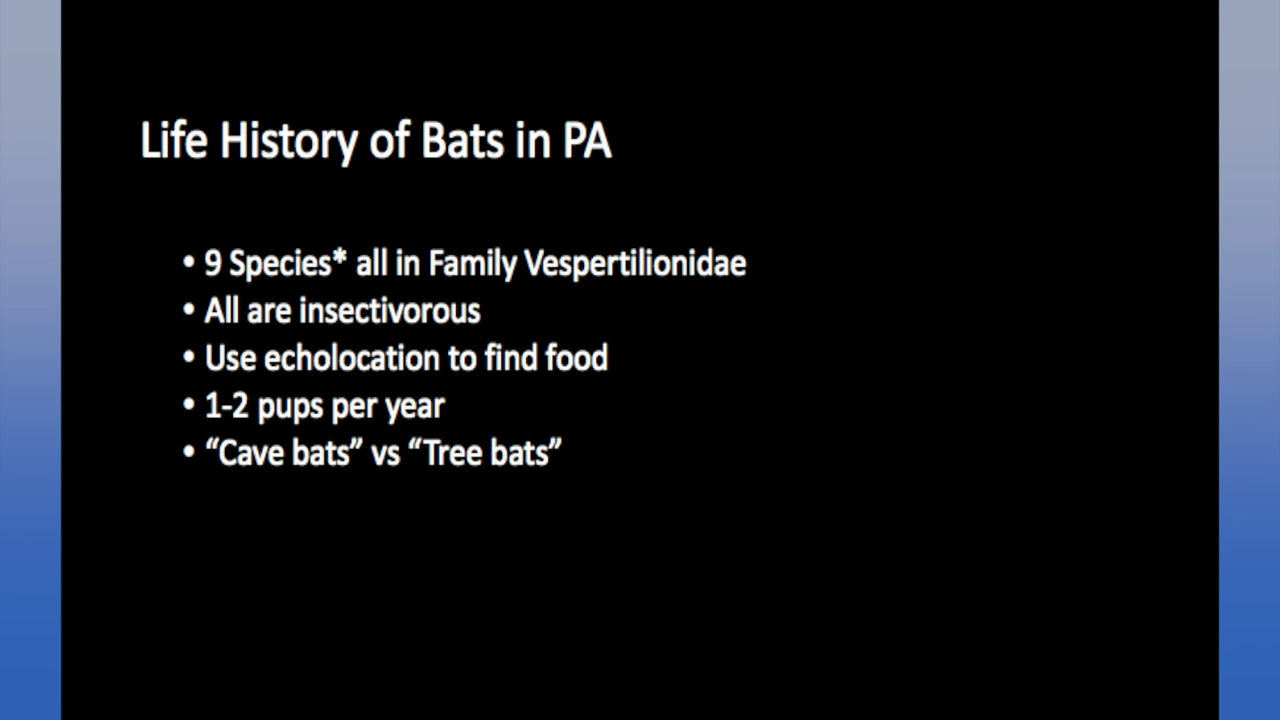 Life History of Bats in PA
• 9 Species* all in Family Vespertilionidae
• All are insectivorous
• Use echolocation to find food
• 1-2 pups per year
• “Cave bats” vs “Tree bats”